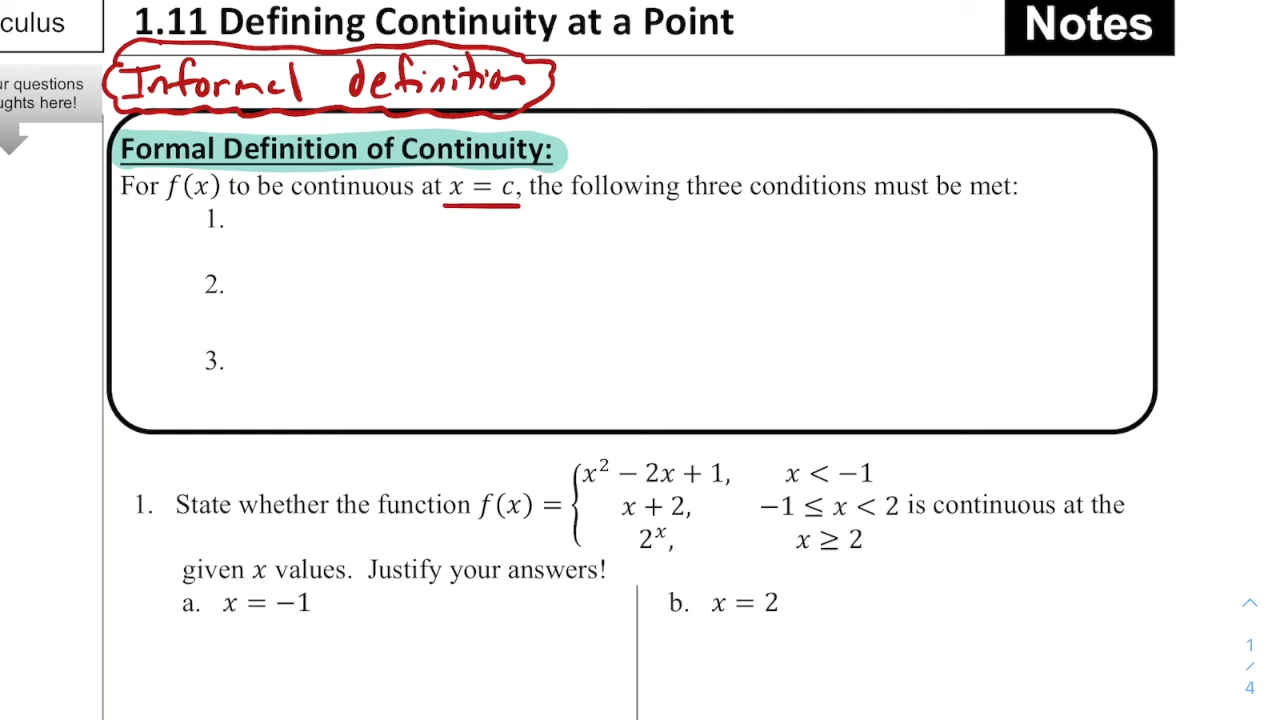 culus
1.11 Defining Continuity at a Point
Notes
Informal definition
ur questions
ughts here!
Formal Definition of Continuity:
For f(x) to be continuous at x = c, the following three conditions must be met:
1.
2.
3.
1. State whether the function f(x) = { x² − 2x + 1, x < −1
x + 2, −1 ≤ x < 2 is continuous at the
2ˣ, x ≥ 2
given x values. Justify your answers!
a. x = −1
b. x = 2
1
/
4